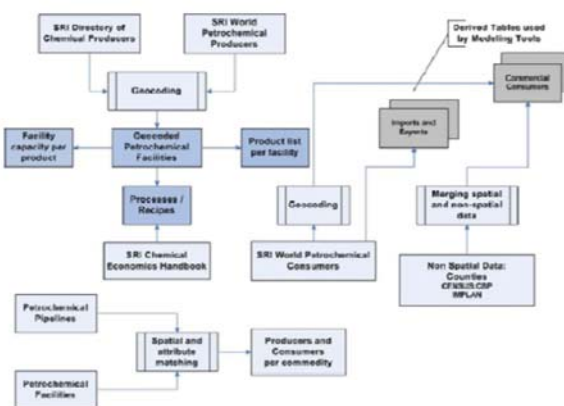 SRI Directory of
Chemical Producers
SRI World
Petrochemical
Producers
Derived Tables used
by Modeling Tools
Commercial
Consumers
Geocoding
Imports and
Exports
Facility
capacity per
product
Geocoded
Petrochemical
Facilities
Product list
per facility
Processes /
Recipes
Geocoding
Merging spatial
and non-spatial
data
SRI Chemical
Economics Handbook
SRI World Petrochemical
Consumers
Non Spatial Data:
Counties
CENSUS CBP
IMPLAN
Petrochemical
Pipelines
Spatial and
attribute
matching
Producers and
Consumers
per commodity
Petrochemical
Facilities